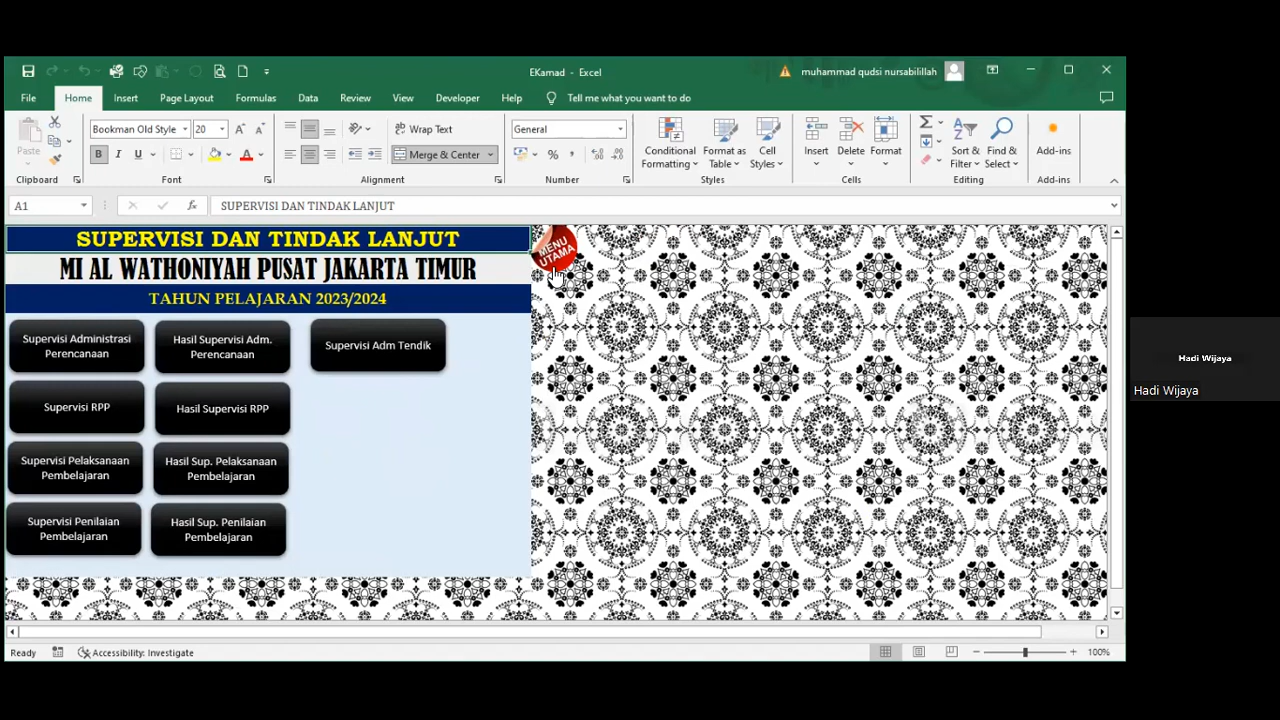 EKamad - Excel
muhammad qudsi nursabilillah
File Home Insert Page Layout Formulas Data Review View Developer Help Tell me what you want to do
Paste
Clipboard
Bookman Old Style 20
B I U
Font
Wrap Text
Merge & Center
Alignment
General
Number
Conditional Formatting
Format as Table
Cell Styles
Styles
Insert Delete Format
Cells
Sort & Filter
Find & Select
Editing
Add-ins
Add-ins
A1
SUPERVISI DAN TINDAK LANJUT
SUPERVISI DAN TINDAK LANJUT
MENU
UTAMA
MI AL WATHONIYAH PUSAT JAKARTA TIMUR
TAHUN PELAJARAN 2023/2024
Supervisi Administrasi
Perencanaan
Hasil Supervisi Adm.
Perencanaan
Supervisi Adm Tendik
Supervisi RPP
Hasil Supervisi RPP
Supervisi Pelaksanaan
Pembelajaran
Hasil Sup. Pelaksanaan
Pembelajaran
Supervisi Penilaian
Pembelajaran
Hasil Sup. Penilaian
Pembelajaran
Hadi Wijaya
Hadi Wijaya
Ready
Accessibility: Investigate
100%